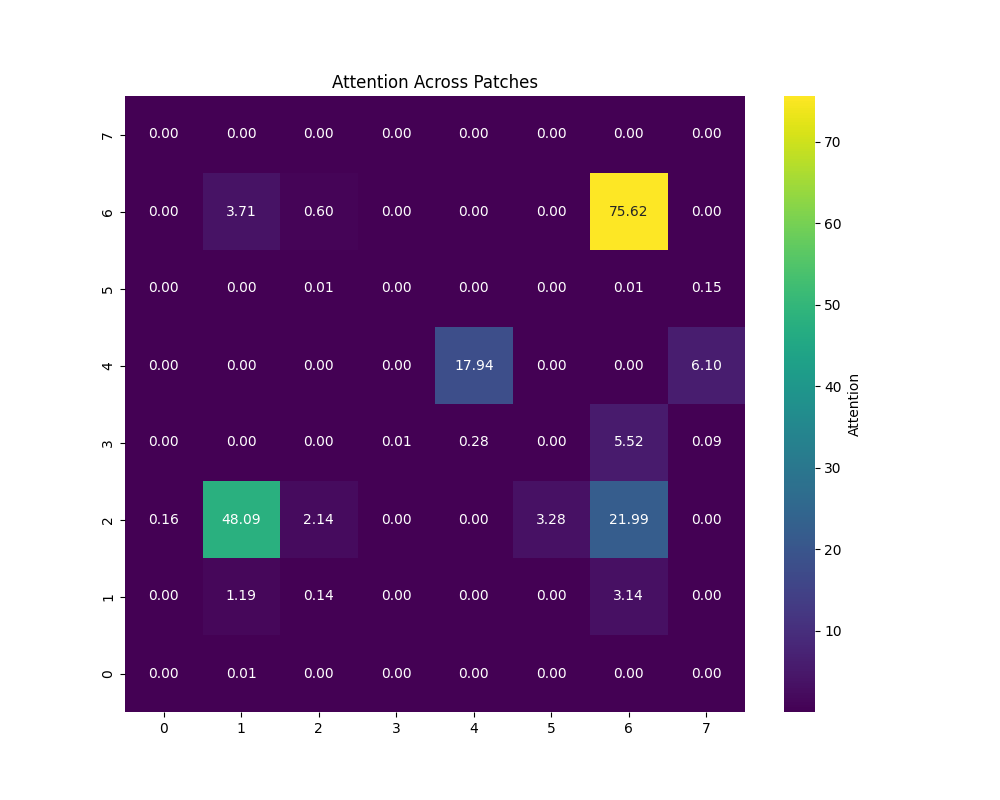 Attention Across Patches
7 0.00 0.00 0.00 0.00 0.00 0.00 0.00 0.00
6 0.00 3.71 0.60 0.00 0.00 0.00 75.62 0.00
5 0.00 0.00 0.01 0.00 0.00 0.00 0.01 0.15
4 0.00 0.00 0.00 0.00 17.94 0.00 0.00 6.10
3 0.00 0.00 0.00 0.01 0.28 0.00 5.52 0.09
2 0.16 48.09 2.14 0.00 0.00 3.28 21.99 0.00
1 0.00 1.19 0.14 0.00 0.00 0.00 3.14 0.00
0 0.00 0.01 0.00 0.00 0.00 0.00 0.00 0.00
0 1 2 3 4 5 6 7
70
60
50
40
30
20
10
Attention